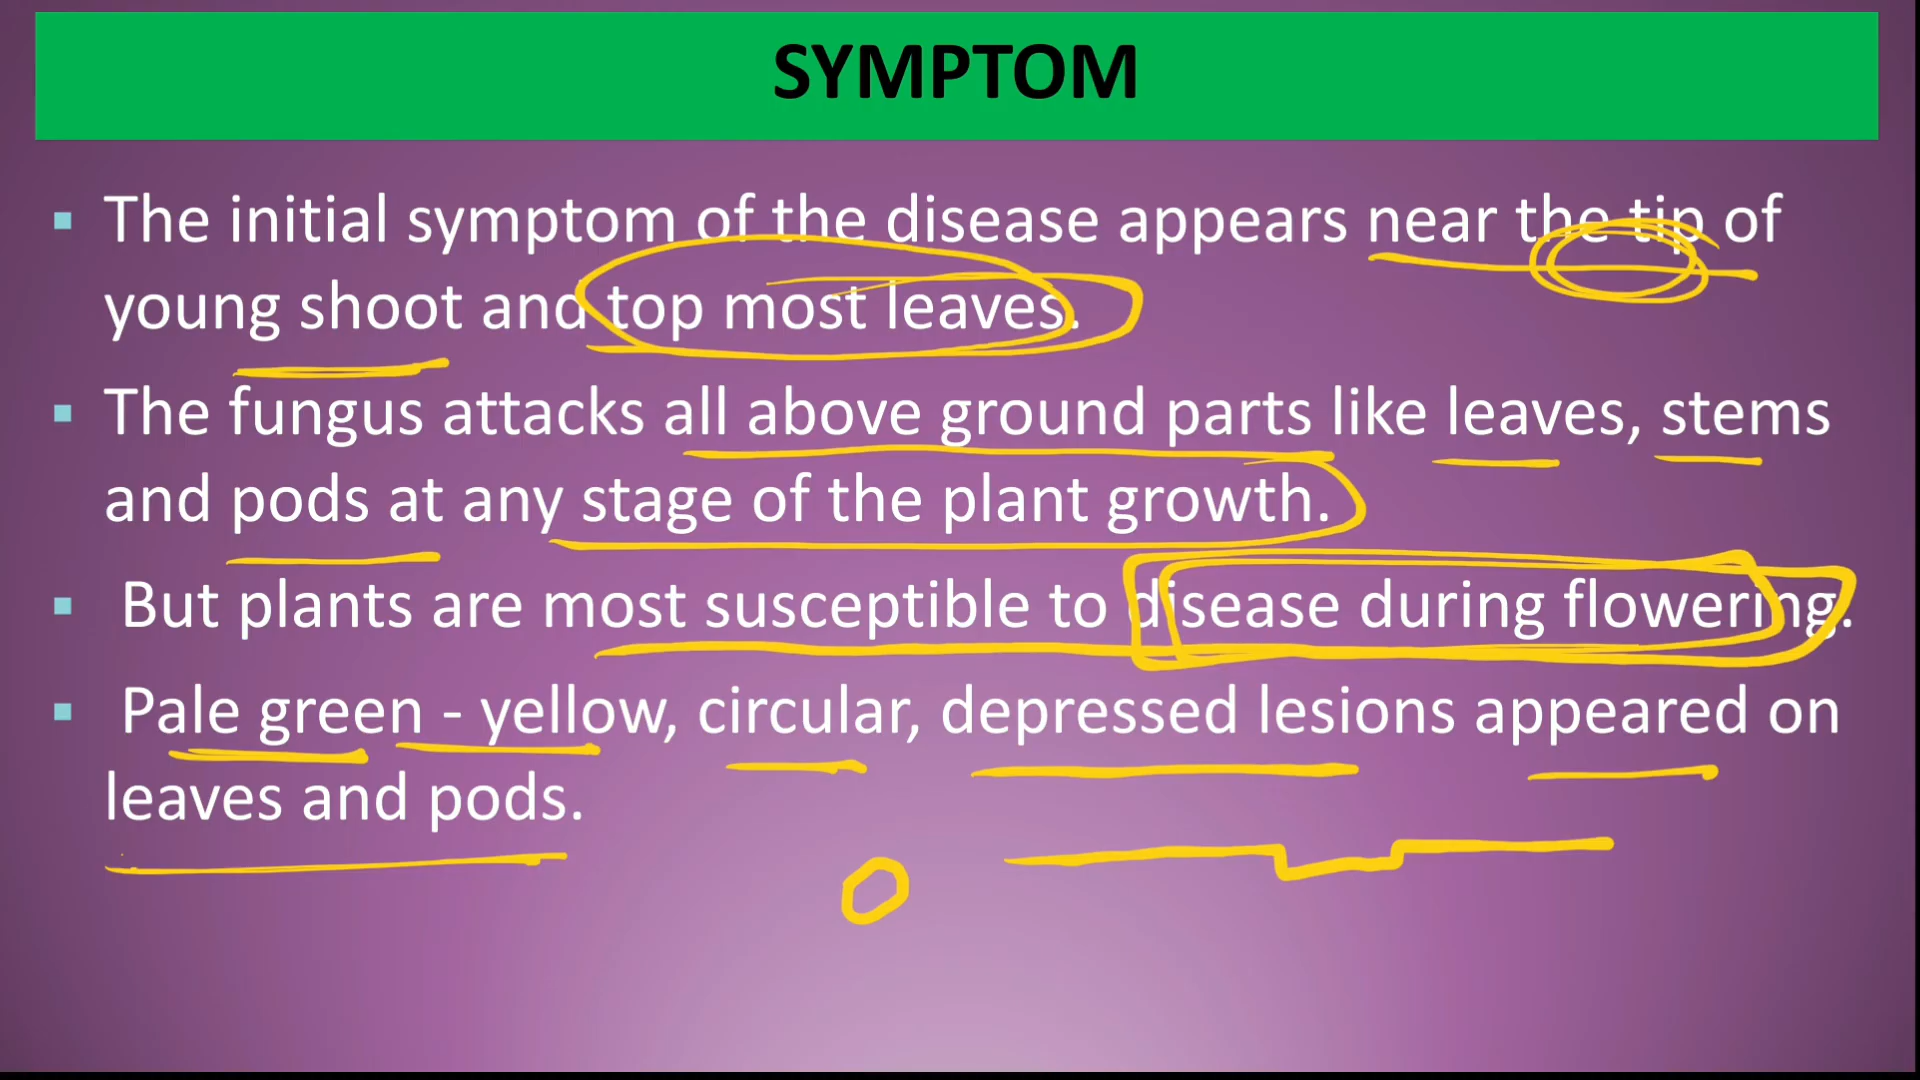 SYMPTOM
▪ The initial symptom of the disease appears near the tip of
young shoot and top most leaves.
▪ The fungus attacks all above ground parts like leaves, stems
and pods at any stage of the plant growth.
▪ But plants are most susceptible to disease during flowering.
▪ Pale green - yellow, circular, depressed lesions appeared on
leaves and pods.